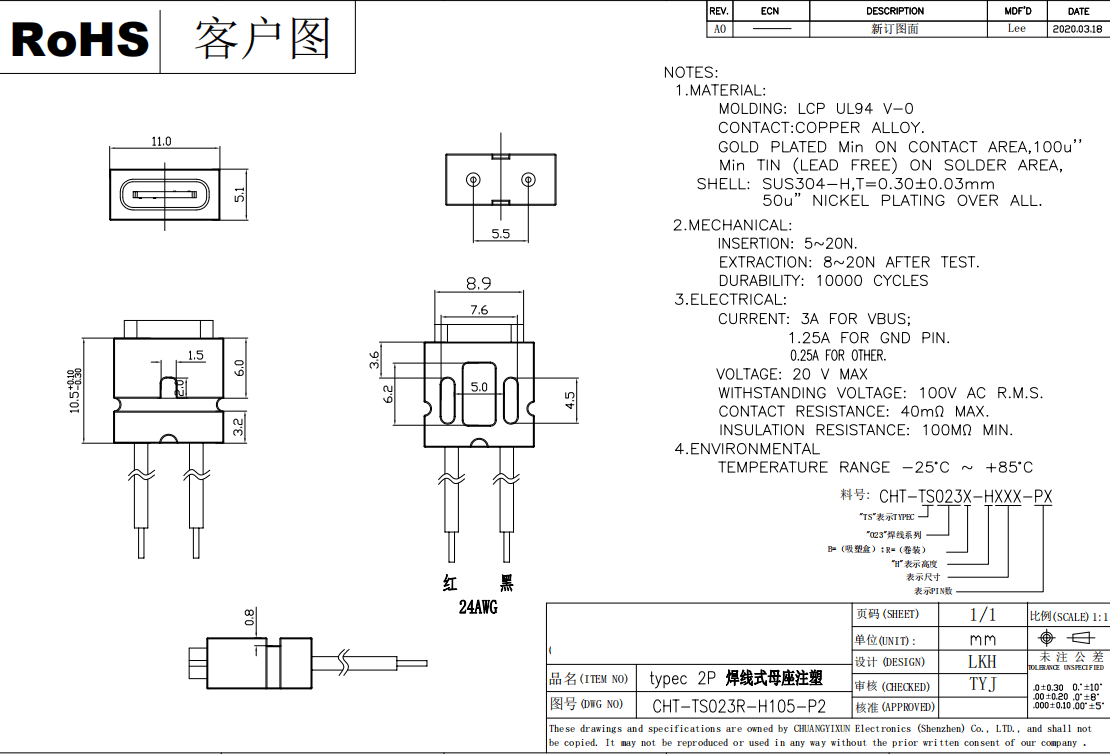 RoHS 客户图
REV. ECN DESCRIPTION MDF'D DATE
A0 新订图面 Lee 2020.03.18
NOTES:
1.MATERIAL:
MOLDING: LCP UL94 V-0
CONTACT:COPPER ALLOY.
GOLD PLATED Min ON CONTACT AREA,100u''
Min TIN (LEAD FREE) ON SOLDER AREA,
SHELL: SUS304-H,T=0.30±0.03mm
50u" NICKEL PLATING OVER ALL.
2.MECHANICAL:
INSERTION: 5~20N.
EXTRACTION: 8~20N AFTER TEST.
DURABILITY: 10000 CYCLES
3.ELECTRICAL:
CURRENT: 3A FOR VBUS;
1.25A FOR GND PIN.
0.25A FOR OTHER.
VOLTAGE: 20 V MAX
WITHSTANDING VOLTAGE: 100V AC R.M.S.
CONTACT RESISTANCE: 40mΩ MAX.
INSULATION RESISTANCE: 100MΩ MIN.
4.ENVIRONMENTAL
TEMPERATURE RANGE -25°C ~ +85°C
料号: CHT-TS023X-HXXX-PX
"TS"表示TYPEC
"023"焊线系列
B=(吸塑盒);R=(卷装)
"H"表示高度
表示尺寸
表示PIN数
11.0
5.1
5.5
10.5+0.10-0.30
1.5
2.0
6.0
3.2
8.9
7.6
3.6
6.2
5.0
4.5
红 黑
24AWG
0.8
品名(ITEM NO) typec 2P 焊线式母座注塑
图号(DWG NO) CHT-TS023R-H105-P2
页码(SHEET) 1/1 比例(SCALE)1:1
单位(UNIT): mm
设计(DESIGN) LKH
审核(CHECKED) TYJ
核准(APPROVED)
未注公差
TOLERANCE UNSPECIFIED
.0±0.30 0.°±10°
.00±0.20 .0°±8°
.000±0.10 .00°±5°
These drawings and specifications are owned by CHUANGYIXUN Electronics (Shenzhen) Co., LTD., and shall not
be copied. It may not be reproduced or used in any way without the prior written consent of our company .